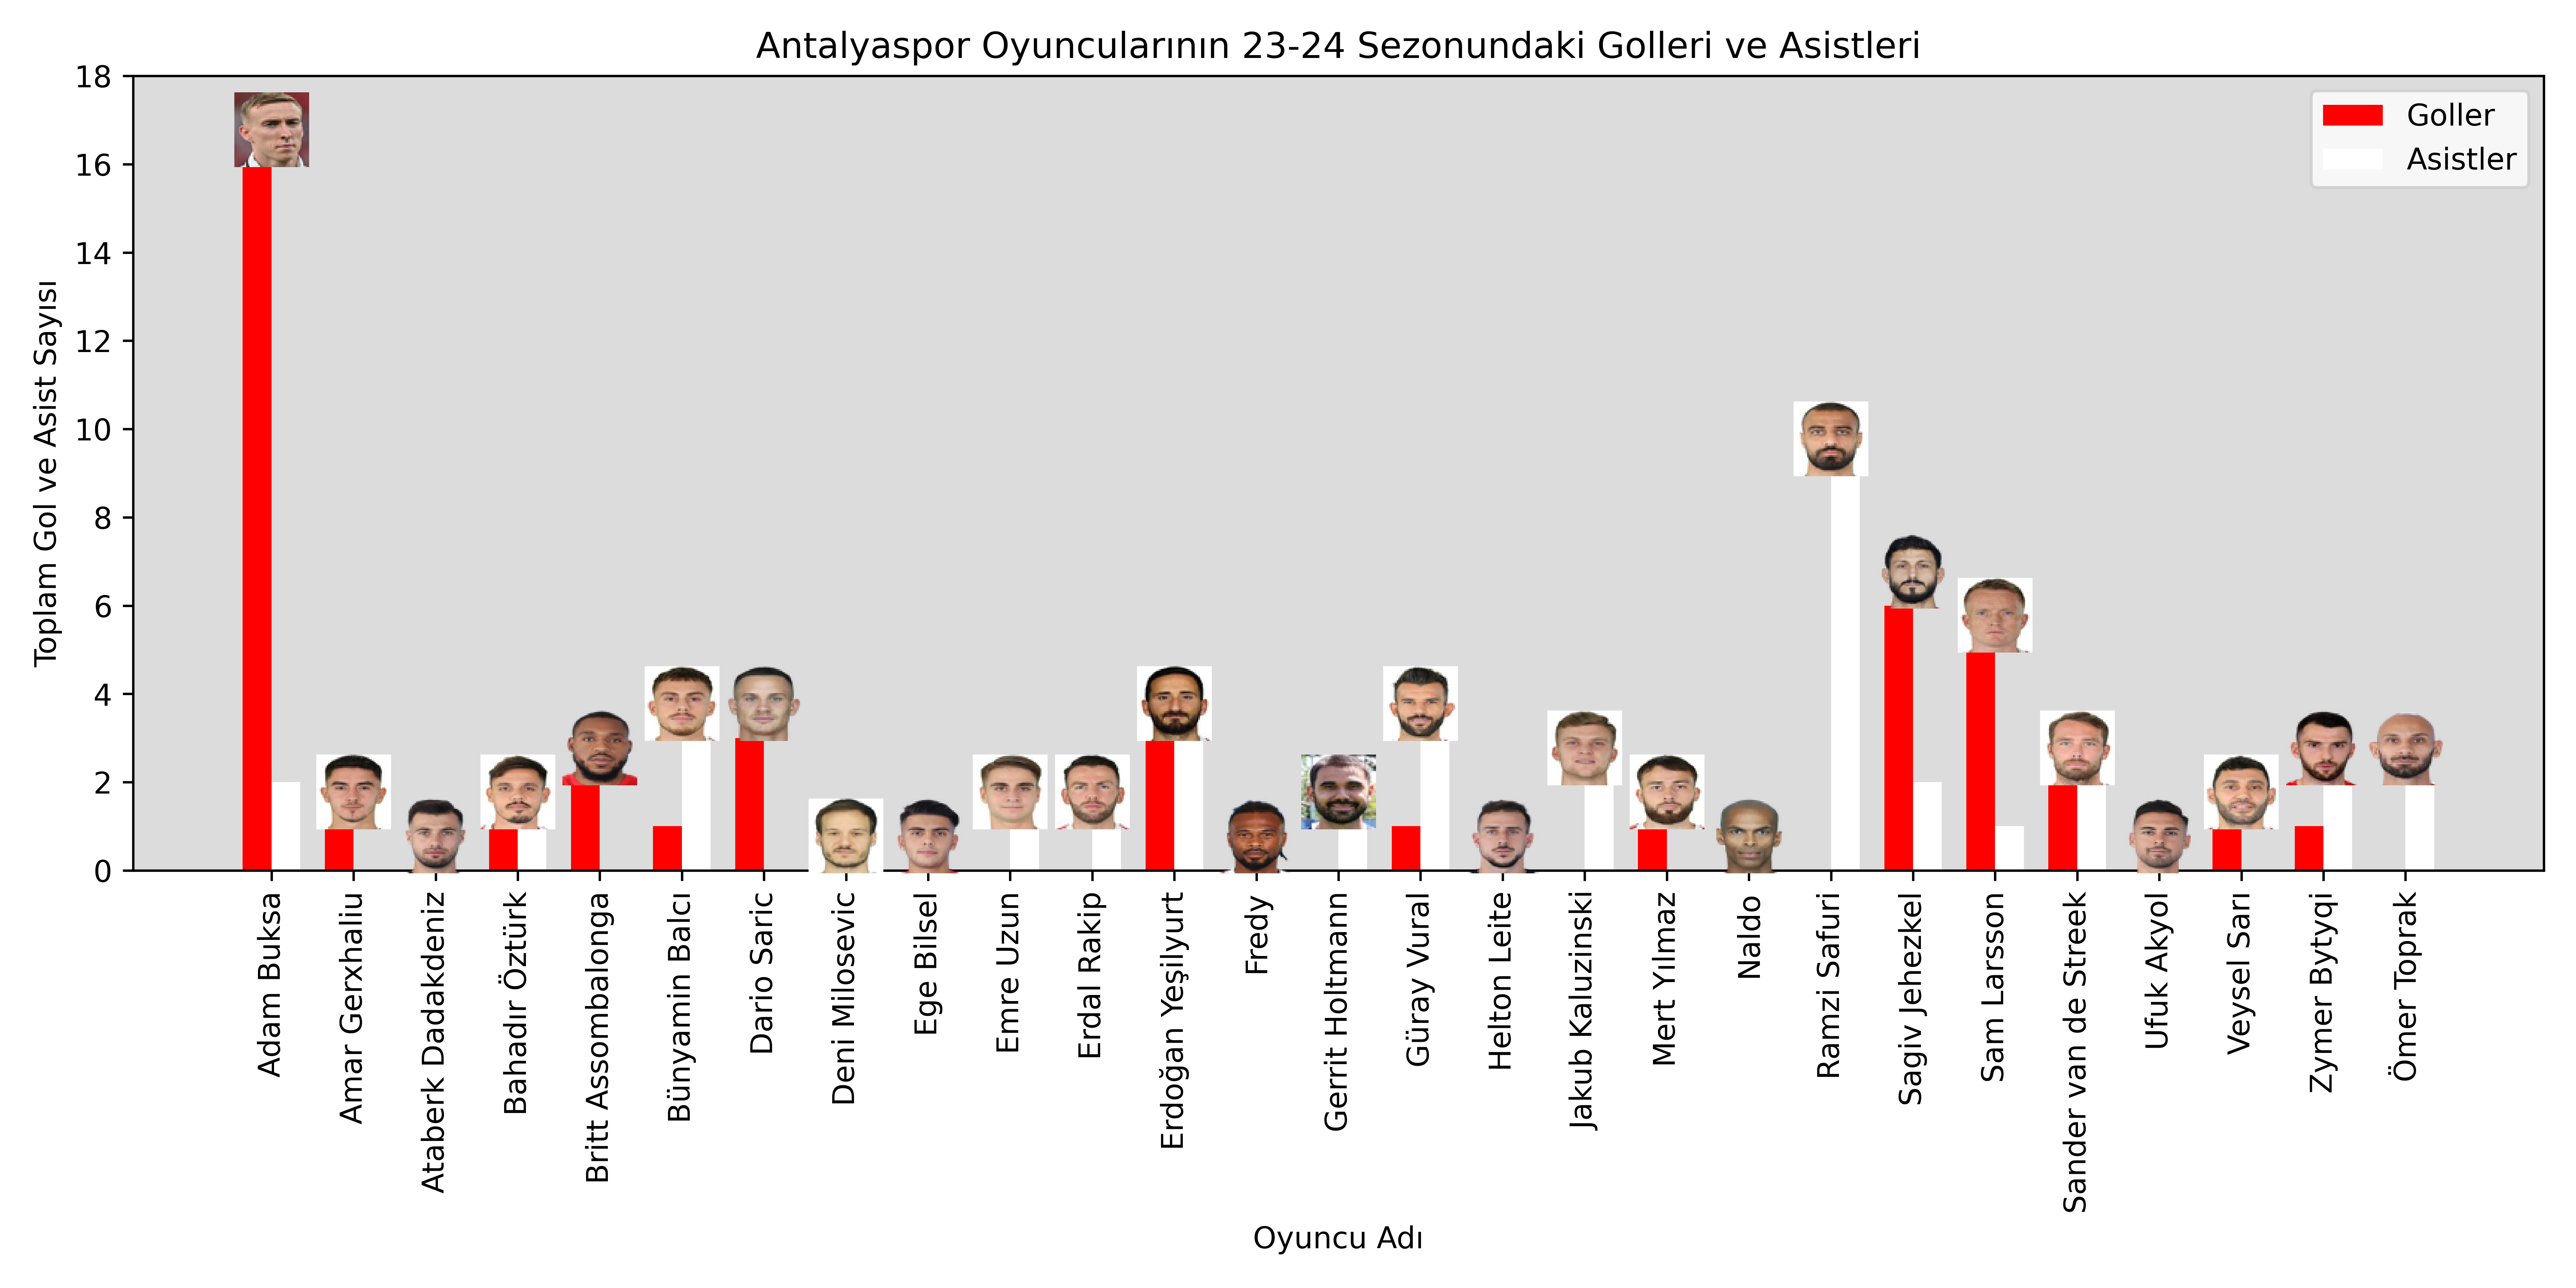 Antalyaspor Oyuncularının 23-24 Sezonundaki Golleri ve Asistleri
Toplam Gol ve Asist Sayısı
18
16
14
12
10
8
6
4
2
0
Goller
Asistler
Adam Buksa
Amar Gerxhaliu
Ataberk Dadakdeniz
Bahadır Öztürk
Britt Assombalonga
Bünyamin Balcı
Dario Saric
Deni Milosevic
Ege Bilsel
Emre Uzun
Erdal Rakip
Erdoğan Yeşilyurt
Fredy
Gerrit Holtmann
Güray Vural
Helton Leite
Jakub Kaluzinski
Mert Yılmaz
Naldo
Ramzi Safuri
Sagiv Jehezkel
Sam Larsson
Sander van de Streek
Ufuk Akyol
Veysel Sarı
Zymer Bytyqi
Ömer Toprak
Oyuncu Adı